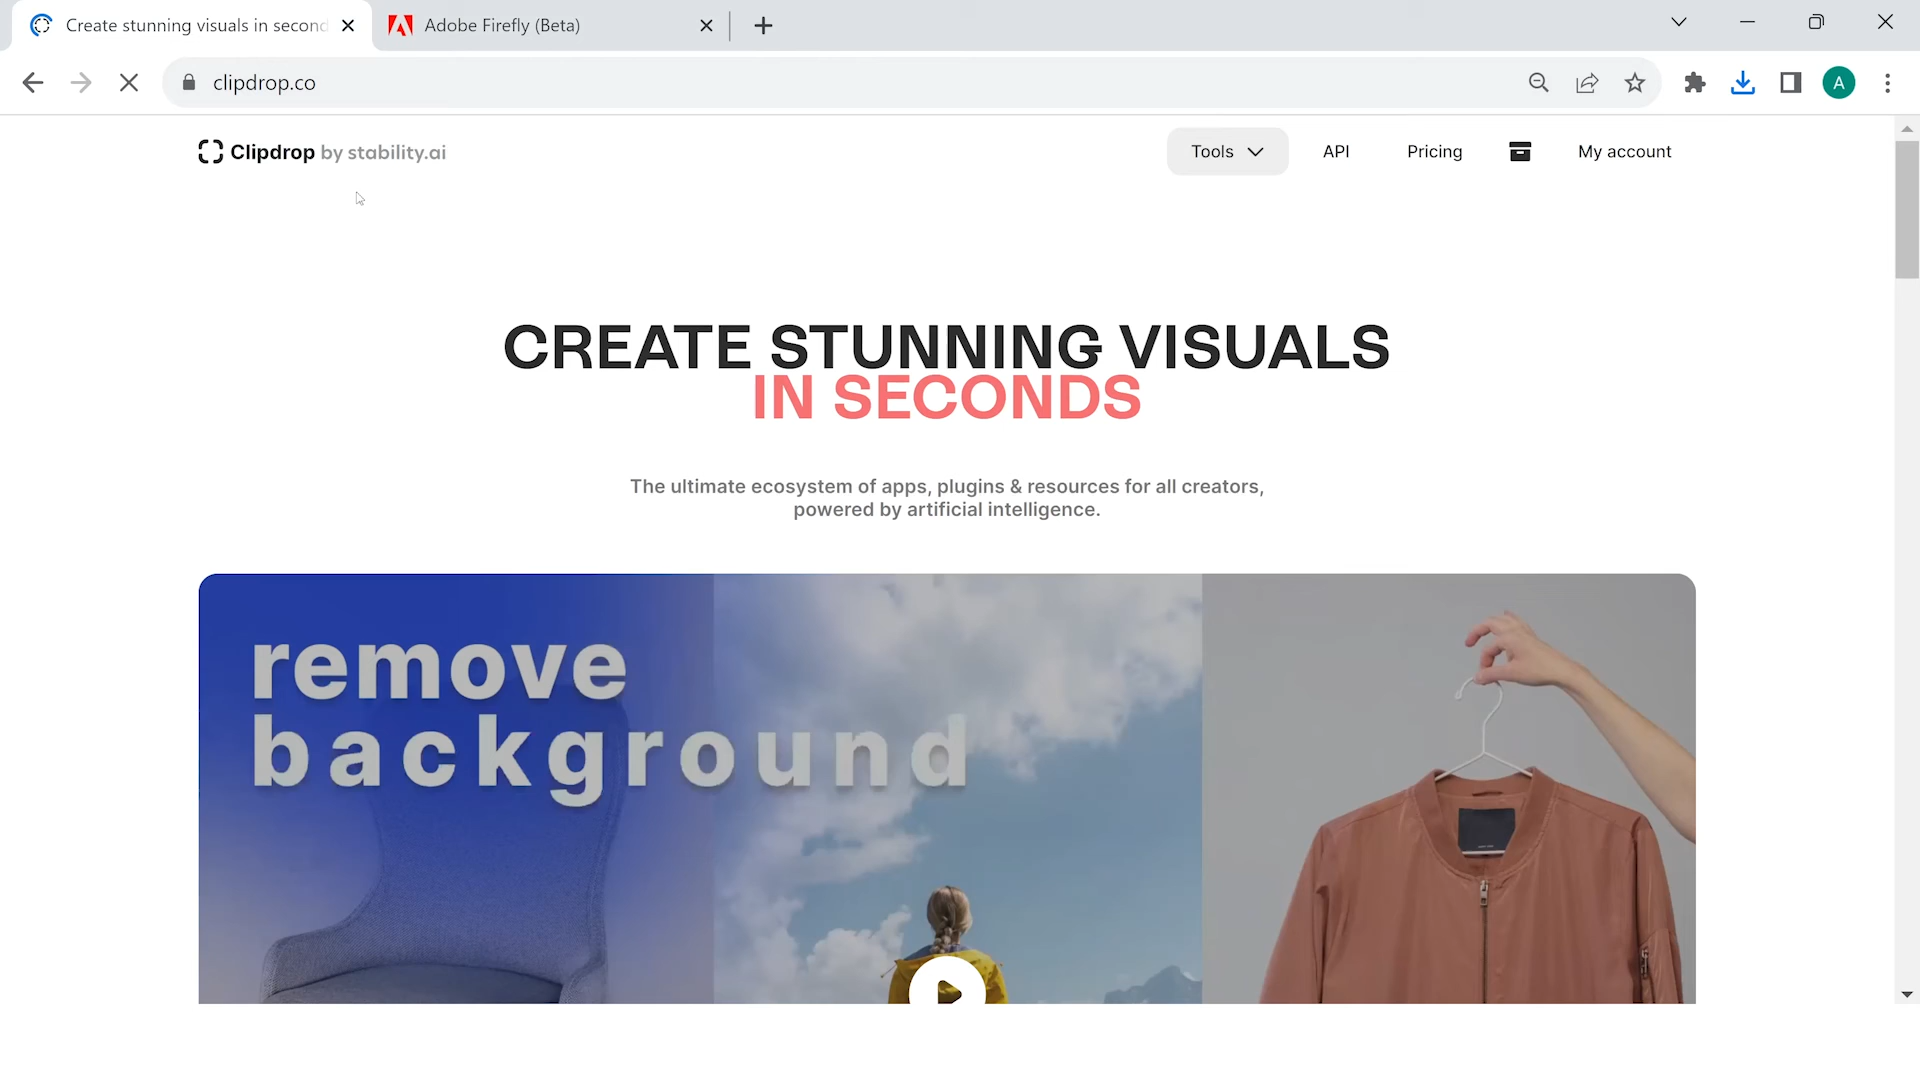 Create stunning visuals in second
Adobe Firefly (Beta)
clipdrop.co
A
Clipdrop by stability.ai
Tools
API
Pricing
My account
CREATE STUNNING VISUALS
IN SECONDS
The ultimate ecosystem of apps, plugins & resources for all creators,
powered by artificial intelligence.
remove
background